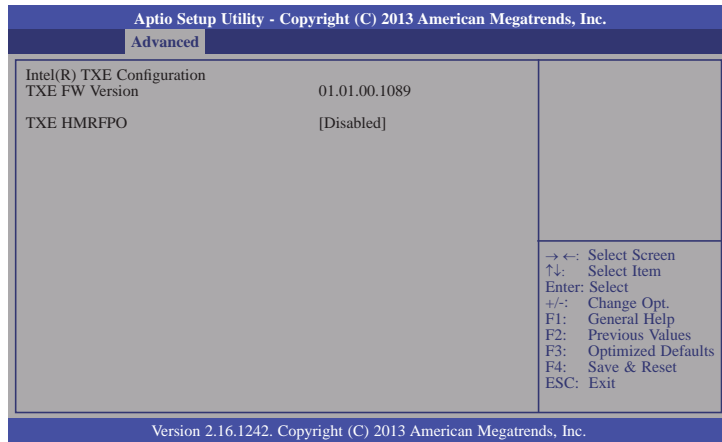 Aptio Setup Utility - Copyright (C) 2013 American Megatrends, Inc.
Advanced
Intel(R) TXE Configuration
TXE FW Version 01.01.00.1089
TXE HMRFPO [Disabled]
→ ←: Select Screen
↑↓: Select Item
Enter: Select
+/-: Change Opt.
F1: General Help
F2: Previous Values
F3: Optimized Defaults
F4: Save & Reset
ESC: Exit
Version 2.16.1242. Copyright (C) 2013 American Megatrends, Inc.